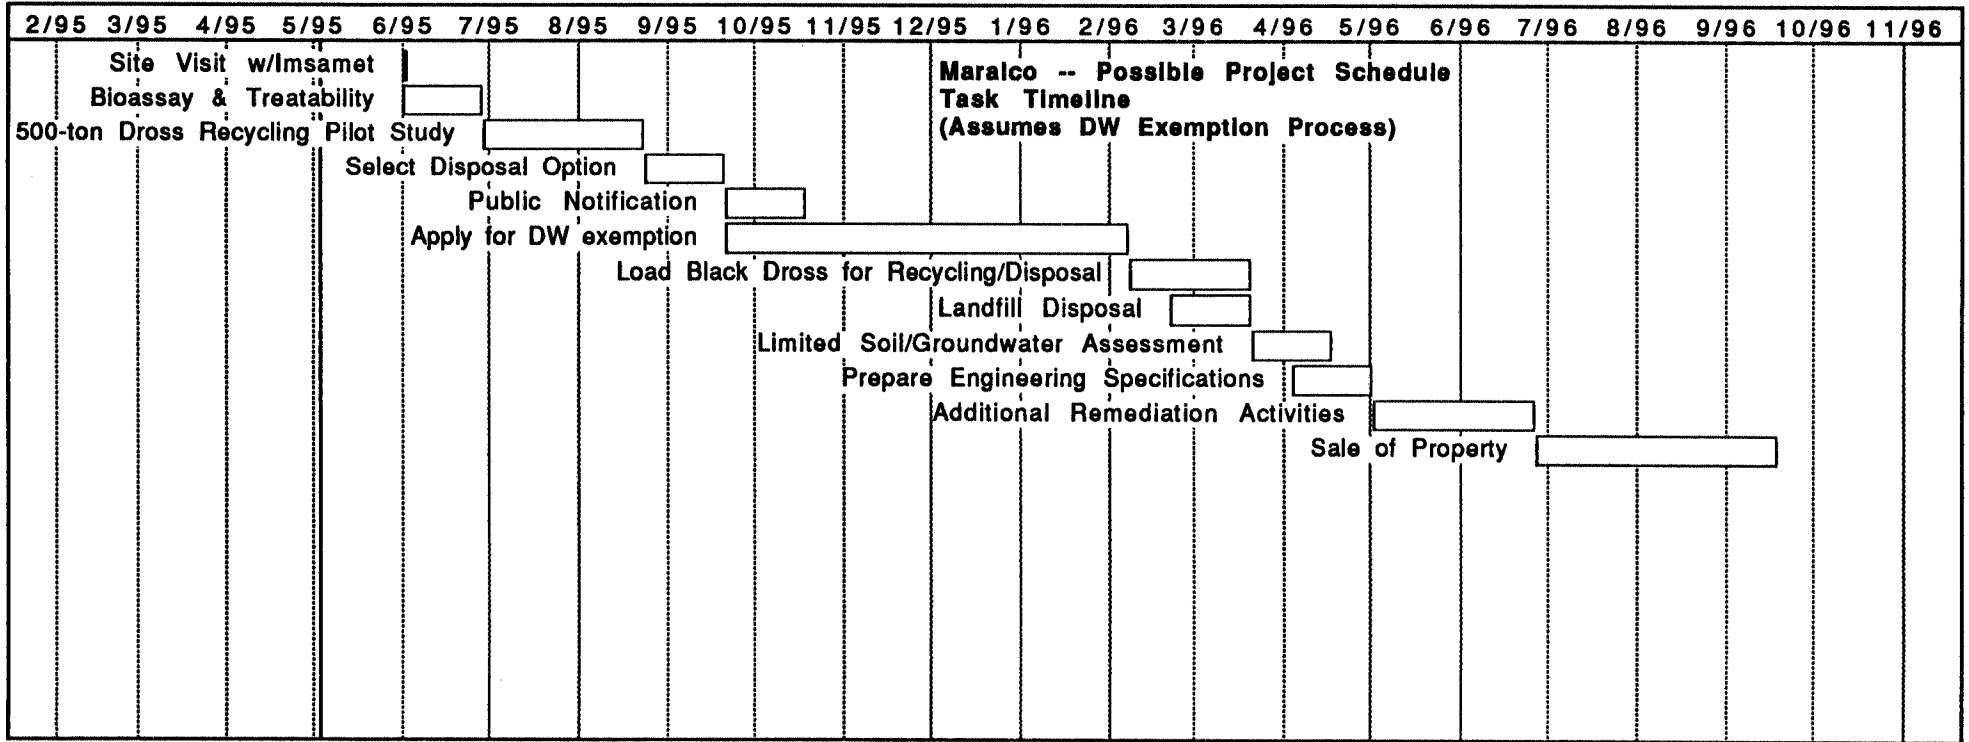 2/95 3/95 4/95 5/95 6/95 7/95 8/95 9/95 10/95 11/95 12/95 1/96 2/96 3/96 4/96 5/96 6/96 7/96 8/96 9/96 10/96 11/96
Site Visit w/Imsamet
Maralco -- Possible Project Schedule
Bioassay & Treatability
Task Timeline
500-ton Dross Recycling Pilot Study
(Assumes DW Exemption Process)
Select Disposal Option
Public Notification
Apply for DW exemption
Load Black Dross for Recycling/Disposal
Landfill Disposal
Limited Soil/Groundwater Assessment
Prepare Engineering Specifications
Additional Remediation Activities
Sale of Property